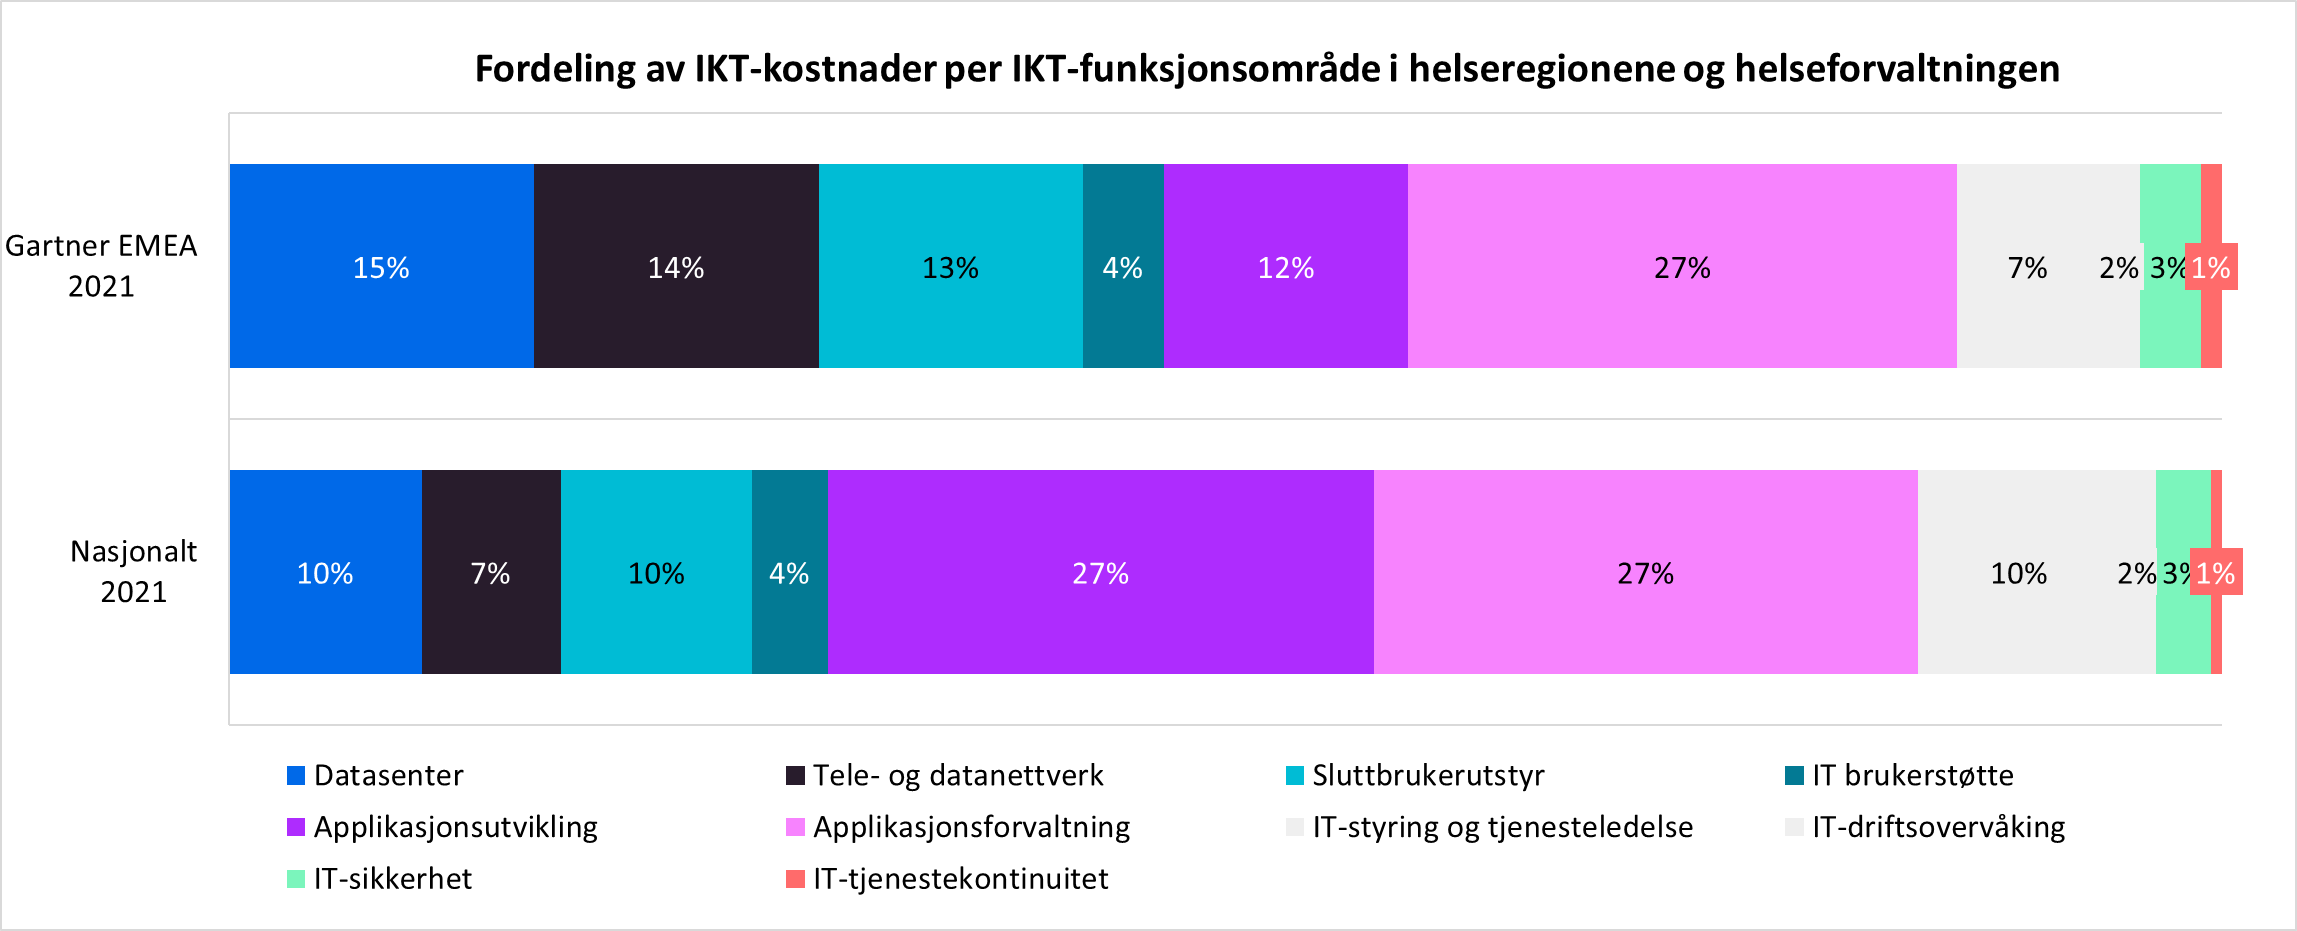 Fordeling av IKT-kostnader per IKT-funksjonsområde i helseregionene og helseforvaltningen
Gartner EMEA
2021
15% 14% 13% 4% 12% 27% 7% 2% 3% 1%
Nasjonalt
2021
10% 7% 10% 4% 27% 27% 10% 2% 3% 1%
Datasenter Tele- og datanettverk Sluttbrukerutstyr IT brukerstøtte
Applikasjonsutvikling Applikasjonsforvaltning IT-styring og tjenesteledelse IT-driftsovervåking
IT-sikkerhet IT-tjenestekontinuitet